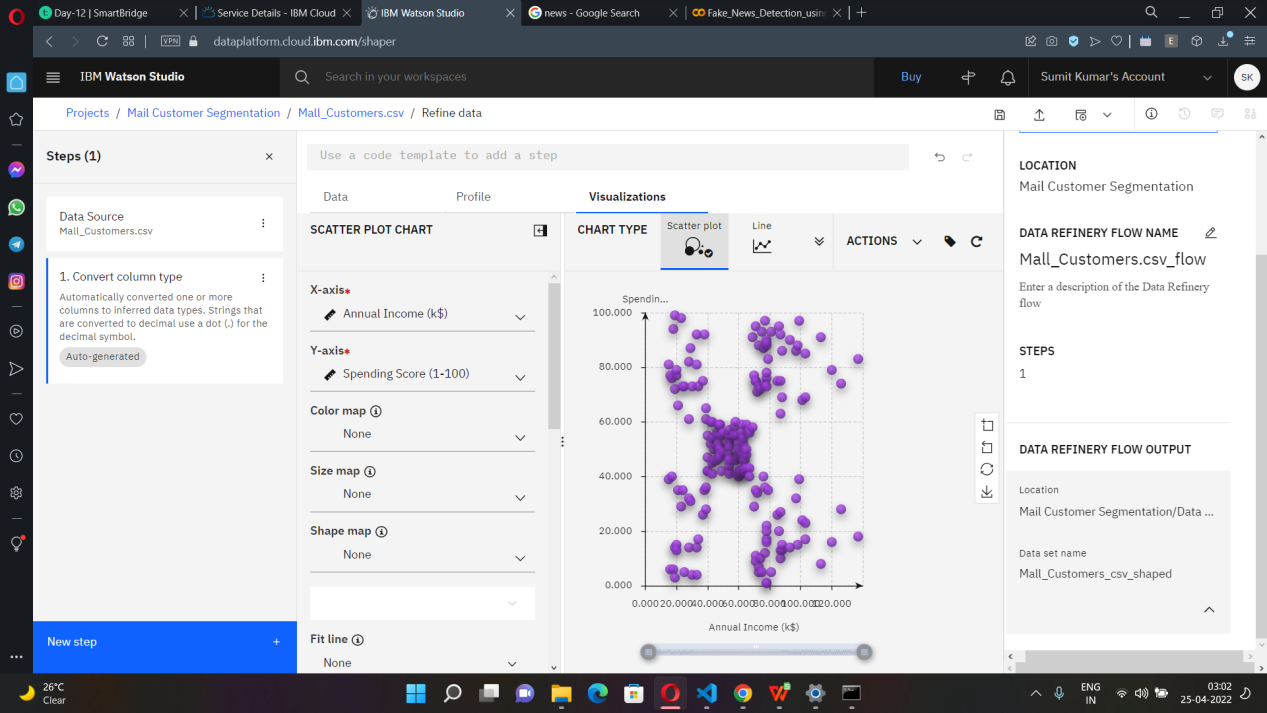 Day-12 | SmartBridge
Service Details - IBM Cloud
IBM Watson Studio
news - Google Search
Fake_News_Detection_usin
VPN
dataplatform.cloud.ibm.com/shaper
E
IBM Watson Studio
Search in your workspaces
Buy
Sumit Kumar's Account
SK
Projects / Mail Customer Segmentation / Mall_Customers.csv / Refine data
Steps (1)
Data Source
Mall_Customers.csv
1. Convert column type
Automatically converted one or more
columns to inferred data types. Strings that
are converted to decimal use a dot (.) for the
decimal symbol.
Auto-generated
New step +
Use a code template to add a step
Data
Profile
Visualizations
SCATTER PLOT CHART
X-axis*
Annual Income (k$)
Y-axis*
Spending Score (1-100)
Color map
None
Size map
None
Shape map
None
Fit line
None
CHART TYPE
Scatter plot
Line
ACTIONS
Spendin...
100.000
80.000
60.000
40.000
20.000
0.000
0.000 20.000 40.000 60.000 80.000 100.000 120.000
Annual Income (k$)
LOCATION
Mail Customer Segmentation
DATA REFINERY FLOW NAME
Mall_Customers.csv_flow
Enter a description of the Data Refinery
flow
STEPS
1
DATA REFINERY FLOW OUTPUT
Location
Mail Customer Segmentation/Data ...
Data set name
Mall_Customers_csv_shaped
26°C
Clear
ENG
IN
03:02
25-04-2022